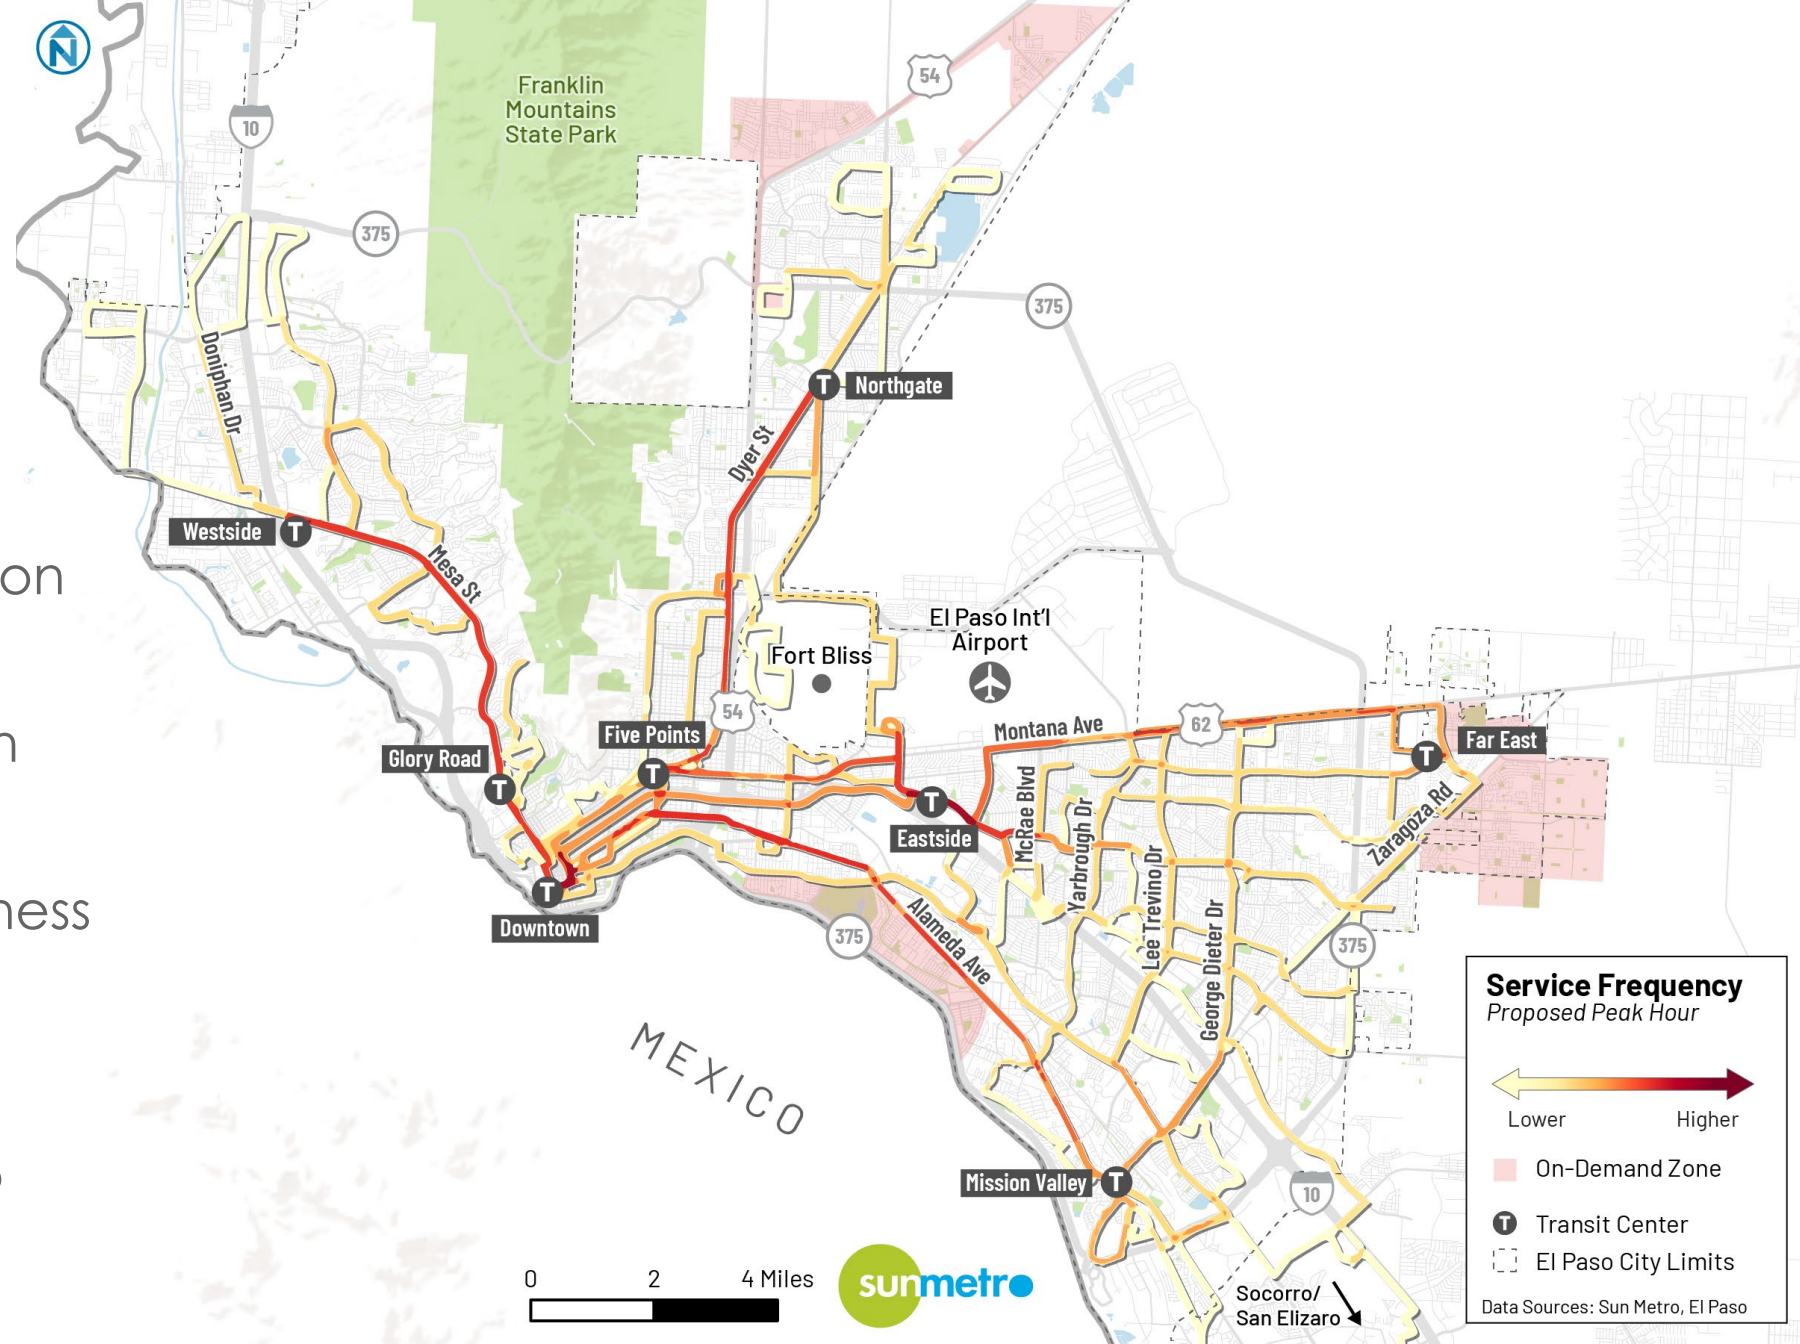 N
10
Franklin
Mountains
State Park
54
375
375
Doniphan Dr
T
Northgate
Dyer St
Westside
T
Mesa St
on
El Paso Int'l
Airport
Fort Bliss
54
Montana Ave
62
Five Points
T
Far East
T
n
Glory Road
T
T
Eastside
McRae Blvd
Yarbrough Dr
Lee Trevino Dr
George Dieter Dr
Zaragoza Rd
ness
T
Downtown
Alameda Ave
375
375
MEXICO
Mission Valley
T
10
Socorro/
San Elizaro
0 2 4 Miles
sunmetro
Service Frequency
Proposed Peak Hour
Lower Higher
On-Demand Zone
T Transit Center
El Paso City Limits
Data Sources: Sun Metro, El Paso